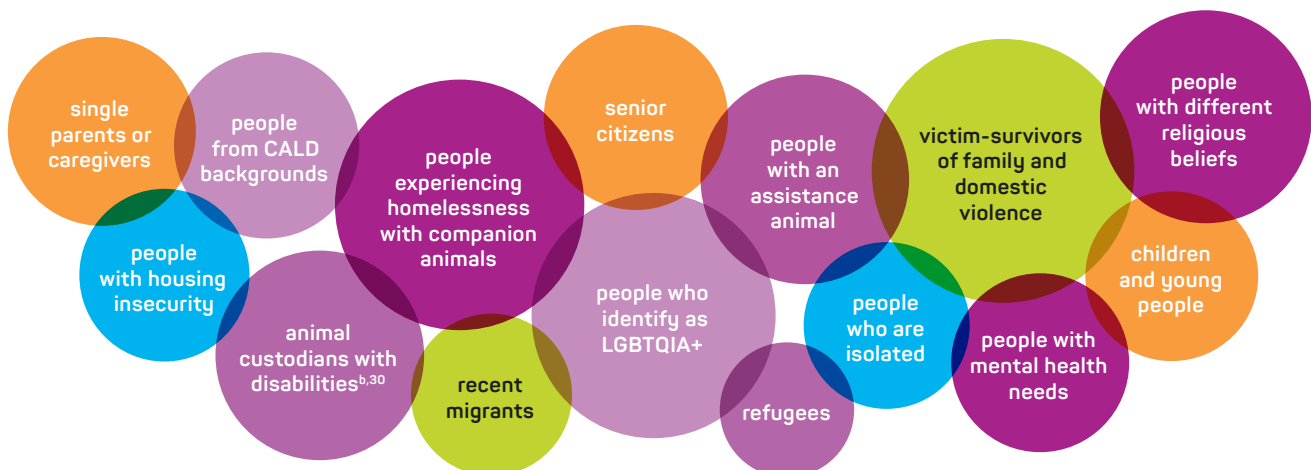 single
parents or
caregivers
people
from CALD
backgrounds
people
with housing
insecurity
animal
custodians with
disabilitiesᵇ,³⁰
people
experiencing
homelessness
with companion
animals
recent
migrants
senior
citizens
people who
identify as
LGBTQIA+
people
with an
assistance
animal
refugees
victim-survivors
of family and
domestic
violence
people
who are
isolated
people with
mental health
needs
people
with different
religious
beliefs
children
and young
people